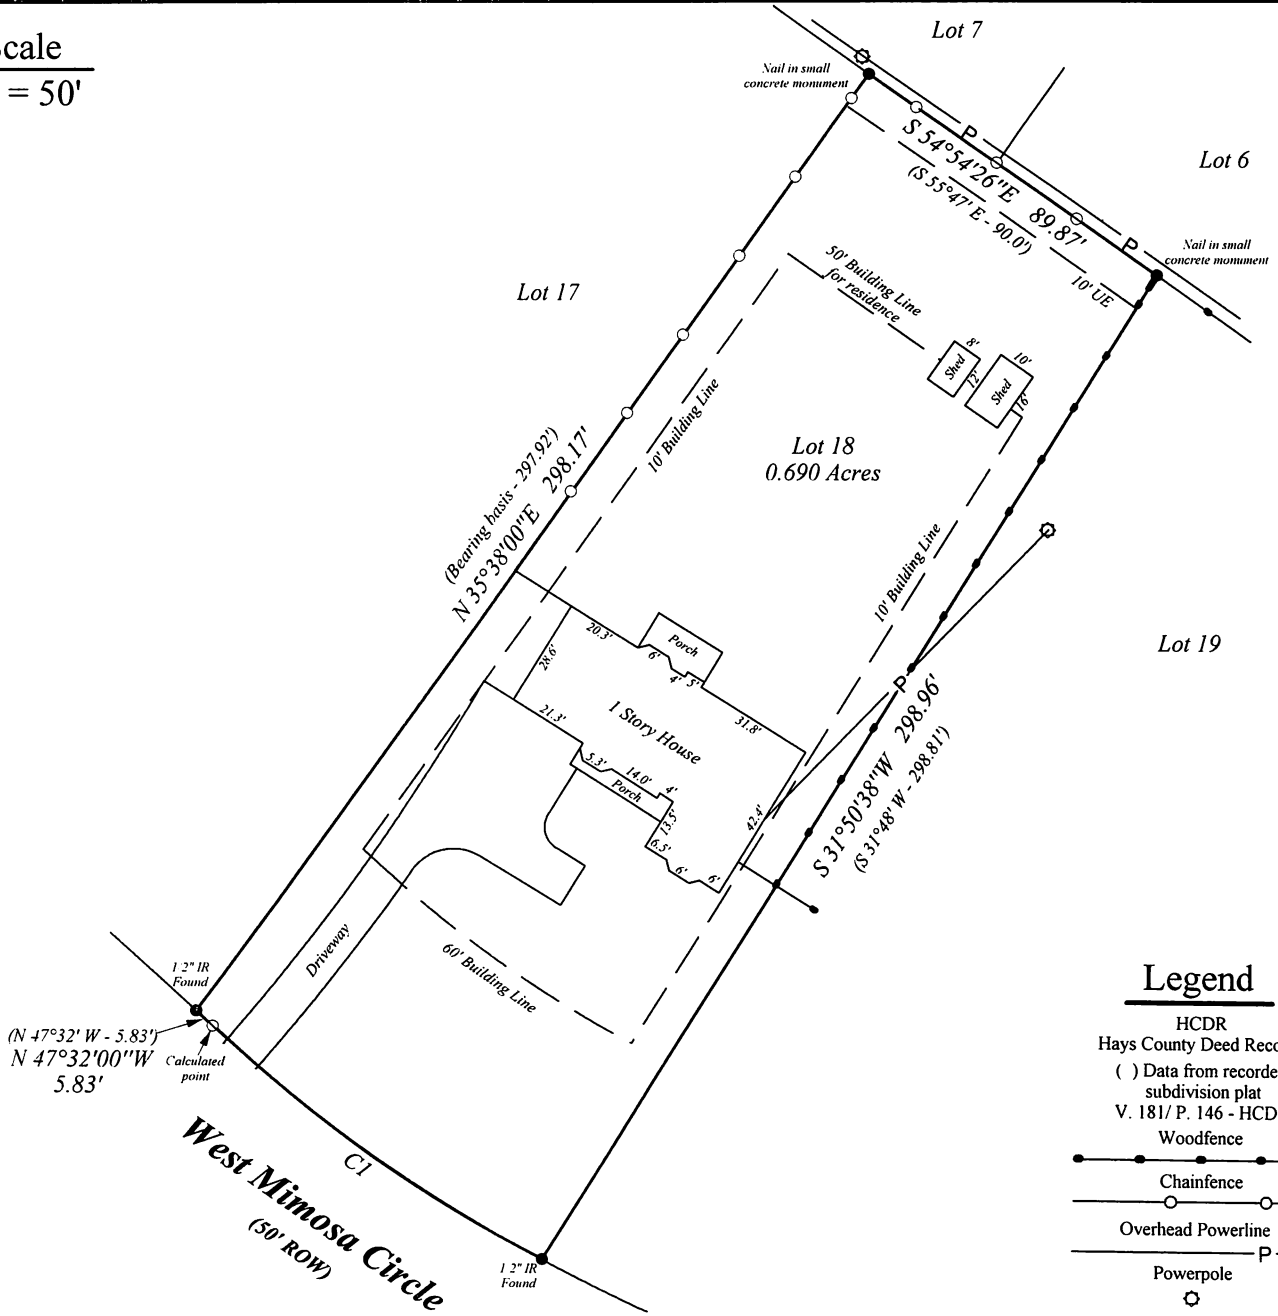 Scale
= 50'
Lot 7
Nail in small
concrete monument
P
S 54°54'26"E 89.87'
(S 55°47' E - 90.0')
P
Lot 6
Nail in small
concrete monument
10' UE
50' Building Line
for residence
Lot 17
8'
Shed
12'
10'
Shed
16'
10' Building Line
Lot 18
0.690 Acres
(Bearing basis - 297.92')
N 35°38'00"E 298.17'
10' Building Line
20.3'
Porch
28.6'
6'
4'
5'
Lot 19
P
21.3'
1 Story House
31.8'
5.3'
14.0'
4'
Porch
13.5'
42.4'
6.5'
6'
6'
S 31°50'38"W 298.96'
(S 31°48' W - 298.81')
Driveway
60' Building Line
1 2" IR
Found
(N 47°32' W - 5.83')
N 47°32'00"W
5.83'
Calculated
point
C1
West Mimosa Circle
(50' ROW)
1 2" IR
Found
Legend
HCDR
Hays County Deed Reco
( ) Data from recorde
subdivision plat
V. 181/ P. 146 - HCD
Woodfence
Chainfence
Overhead Powerline
P
Powerpole